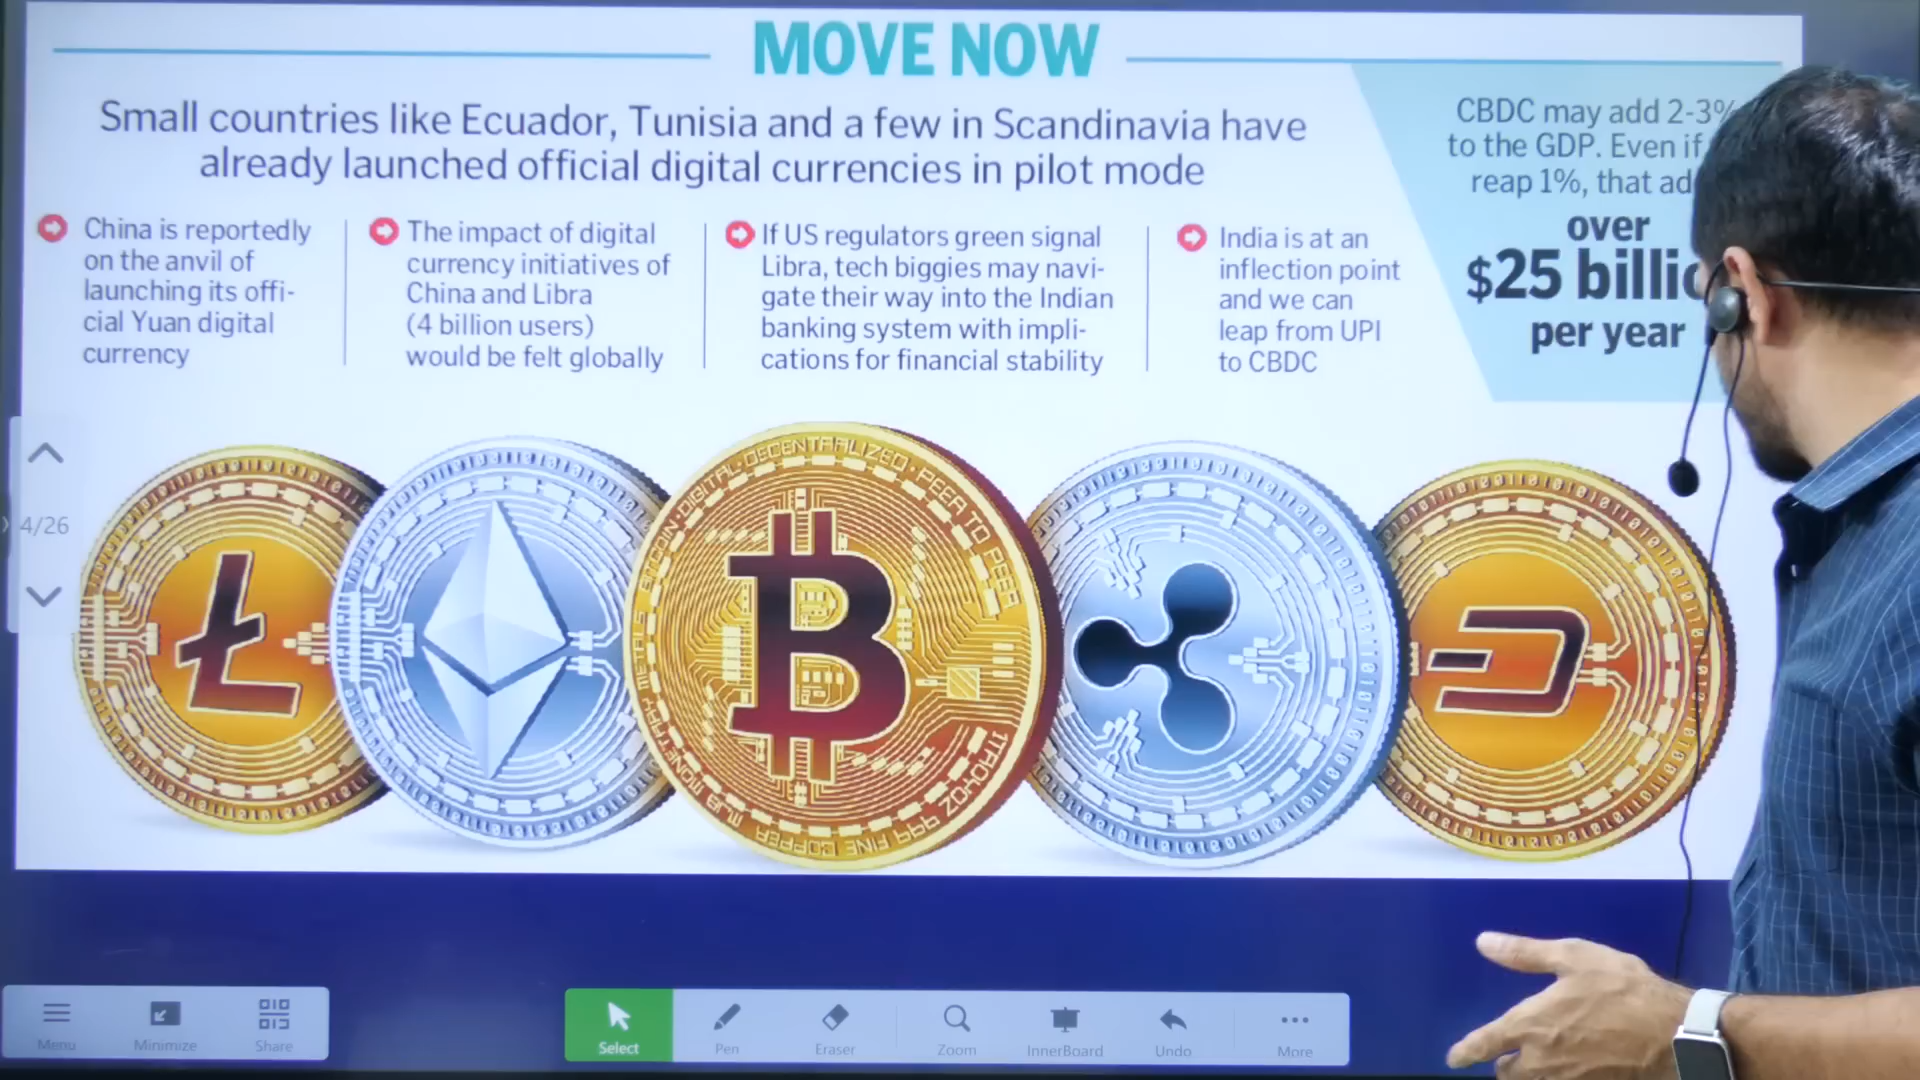 MOVE NOW
Small countries like Ecuador, Tunisia and a few in Scandinavia have
already launched official digital currencies in pilot mode
China is reportedly
on the anvil of
launching its offi-
cial Yuan digital
currency
The impact of digital
currency initiatives of
China and Libra
(4 billion users)
would be felt globally
If US regulators green signal
Libra, tech biggies may navi-
gate their way into the Indian
banking system with impli-
cations for financial stability
India is at an
inflection point
and we can
leap from UPI
to CBDC
CBDC may add 2-3%
to the GDP. Even if
reap 1%, that
over
$25
per year
4/26
DIGITAL · DECENTRALIZED · PEER TO PEER
B
Menu
Minimize
Share
Select
Pen
Eraser
Zoom
InnerBoard
Undo
More